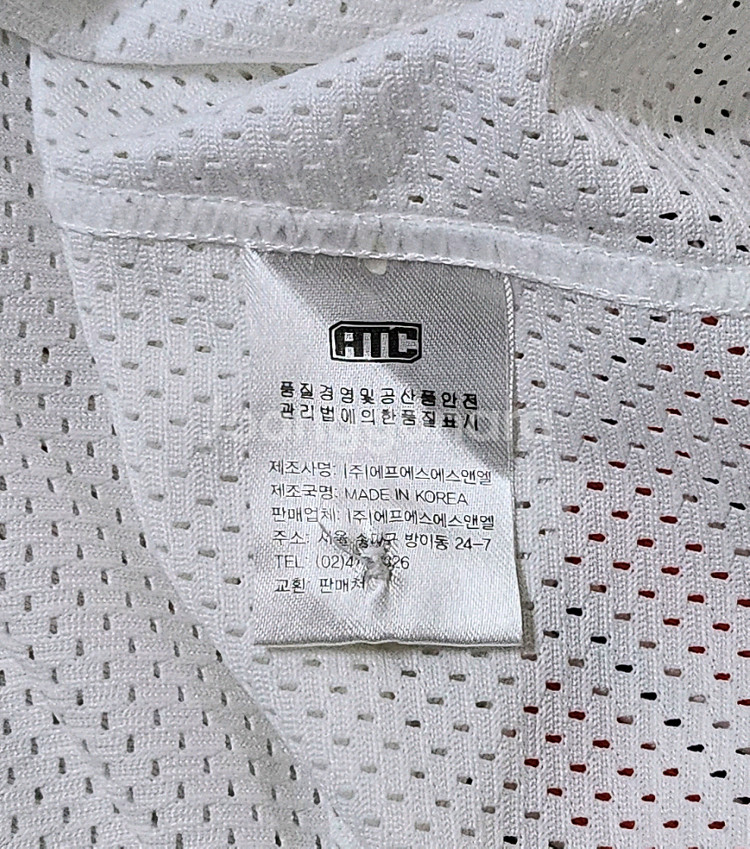 ATC
품질경영및공산품안전
관리법에의한품질표시
제조사명: (주)에프에스에스앤엘
제조국명: MADE IN KOREA
판매업체: (주)에프에스에스앤엘
주소: 서울 송파구 방이동 24-7
TEL: (02)4
교환: 판매처